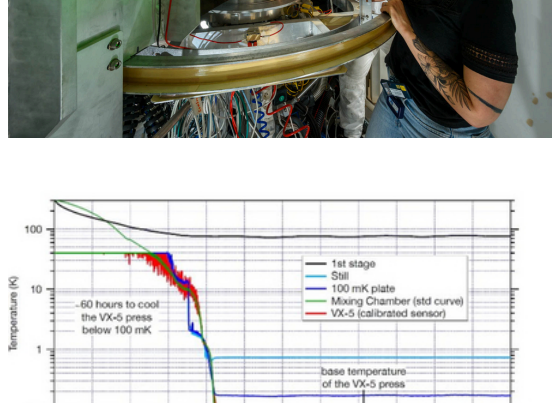 100
1st stage
Still
100 mK plate
Mixing Chamber (std curve)
VX-5 (calibrated sensor)
10
Temperature (K)
~60 hours to cool
the VX-5 press
below 100 mK
1
base temperature
of the VX-5 press